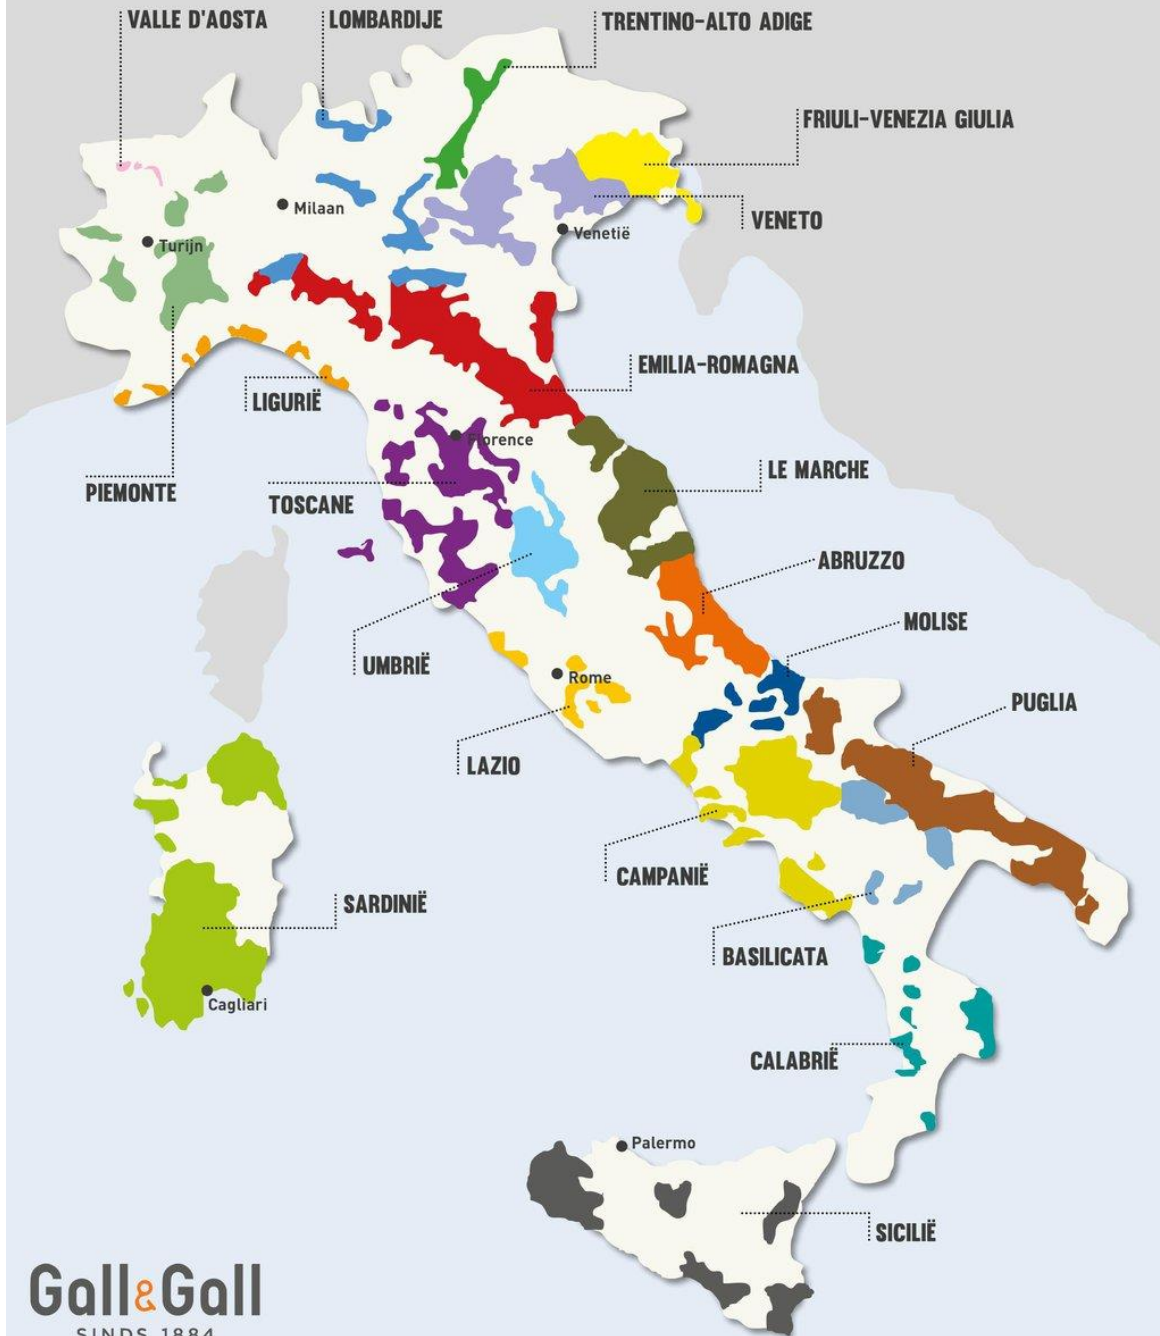 VALLE D'AOSTA
LOMBARDIJE
TRENTINO-ALTO ADIGE
FRIULI-VENEZIA GIULIA
Milaan
VENETO
Venetië
Turijn
EMILIA-ROMAGNA
LIGURIË
Florence
LE MARCHE
PIEMONTE
TOSCANE
ABRUZZO
MOLISE
UMBRIË
Rome
PUGLIA
LAZIO
CAMPANIË
SARDINIË
BASILICATA
Cagliari
CALABRIË
Palermo
SICILIË
Gall&Gall
SINDS 1884